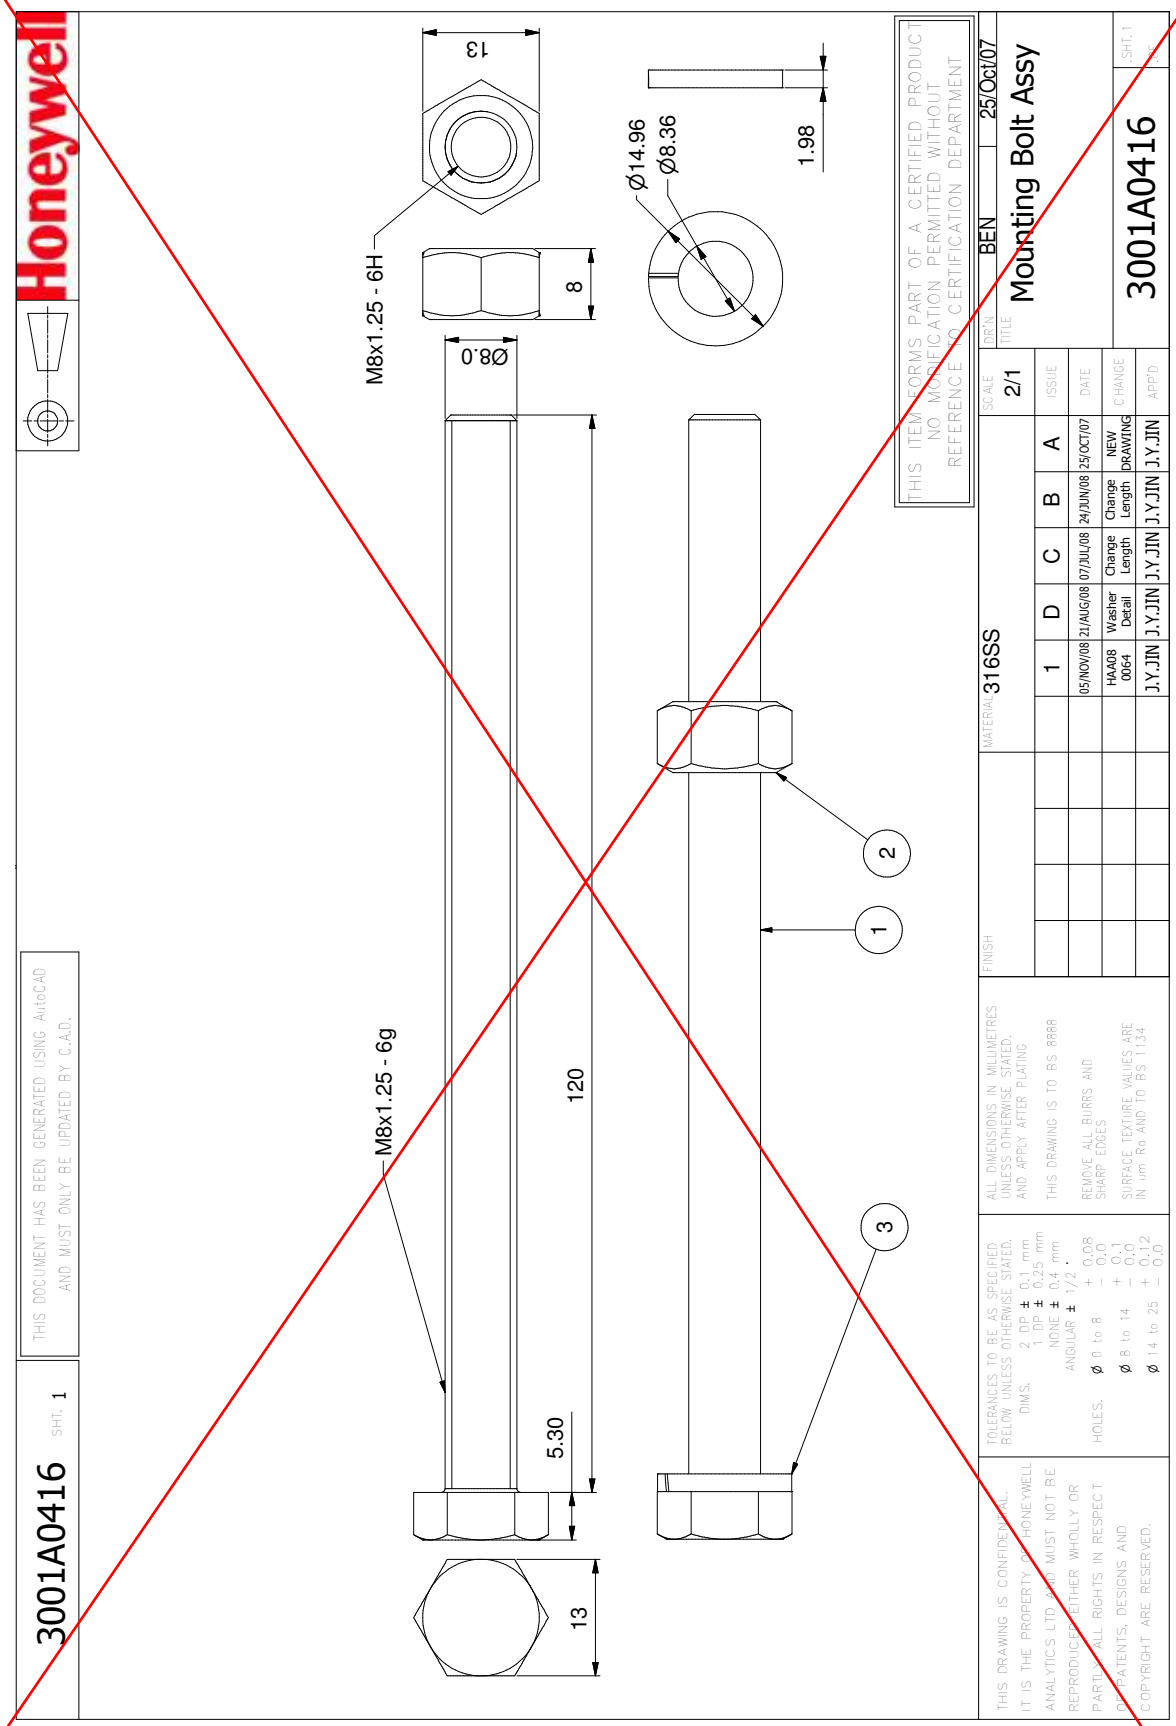 3001A0416 SHT. 1
THIS DOCUMENT HAS BEEN GENERATED USING AutoCAD
AND MUST ONLY BE UPDATED BY C.A.D.
Honeywell
M8x1.25 - 6g
M8x1.25 - 6H
13
13
8
Ø8.0
120
5.30
Ø14.96
Ø8.36
1.98
1
2
3
THIS ITEM FORMS PART OF A CERTIFIED PRODUCT
NO MODIFICATION PERMITTED WITHOUT
REFERENCE TO CERTIFICATION DEPARTMENT
THIS DRAWING IS CONFIDENTIAL.
IT IS THE PROPERTY OF HONEYWELL
ANALYTICS LTD AND MUST NOT BE
REPRODUCED EITHER WHOLLY OR
PARTLY. ALL RIGHTS IN RESPECT
OF PATENTS, DESIGNS AND
COPYRIGHT ARE RESERVED.
TOLERANCES TO BE AS SPECIFIED
BELOW UNLESS OTHERWISE STATED.
DIMS. 2 DP ± 0.1 mm
1 DP ± 0.25 mm
NONE ± 0.4 mm
ANGULAR ± 1/2 °
HOLES. Ø 0 to 8 + 0.08 - 0.0
Ø 8 to 14 + 0.1 - 0.0
Ø 14 to 25 + 0.12 - 0.0
ALL DIMENSIONS IN MILLIMETRES
UNLESS OTHERWISE STATED.
AND APPLY AFTER PLATING
THIS DRAWING IS TO BS 8888
REMOVE ALL BURRS AND
SHARP EDGES
SURFACE TEXTURE VALUES ARE
IN um Ra AND TO BS 1134
FINISH
MATERIAL 316SS
SCALE 2/1
DR'N BEN 25/Oct/07
TITLE Mounting Bolt Assy
1 D C B A ISSUE
05/NOV/08 21/AUG/08 07/JUL/08 24/JUN/08 25/OCT/07 DATE
HAA08 0064 Washer Detail Change Length Change Length NEW DRAWING CHANGE
J.Y.JIN J.Y.JIN J.Y.JIN J.Y.JIN J.Y.JIN APP'D
3001A0416
SHT. 1